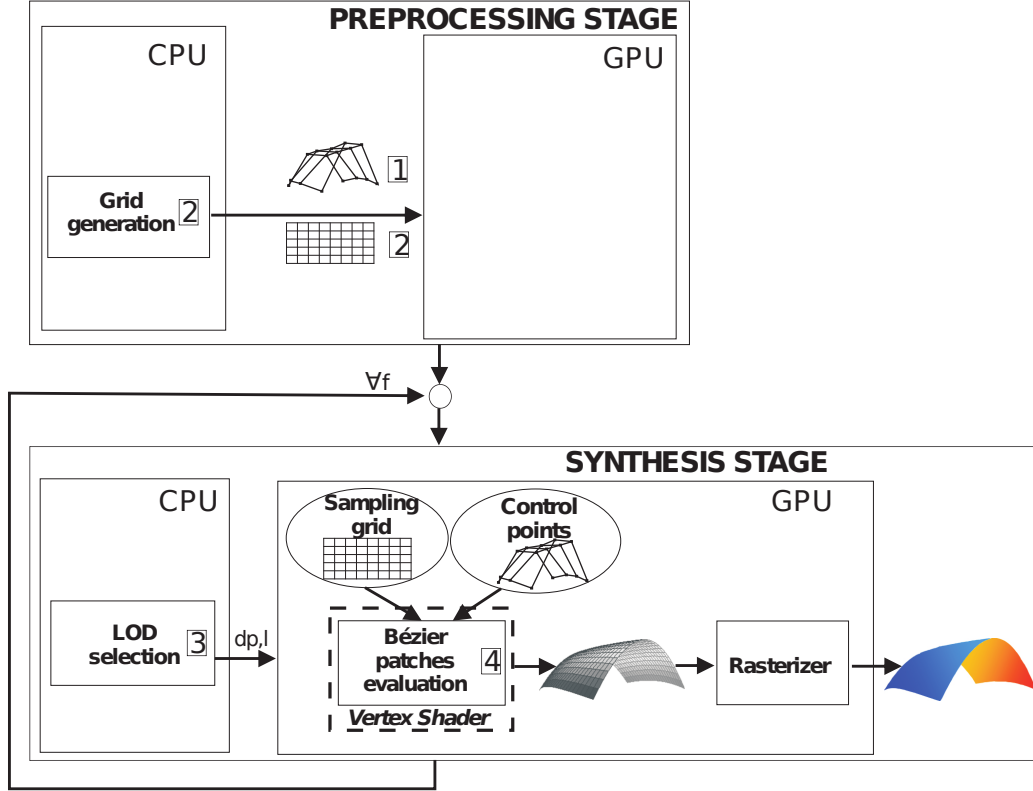 PREPROCESSING STAGE
CPU
GPU
1
Grid
generation 2
2
∀f
SYNTHESIS STAGE
CPU
GPU
Sampling
grid
Control
points
LOD
selection 3
dp,l
Bézier
patches
evaluation 4
Vertex Shader
Rasterizer